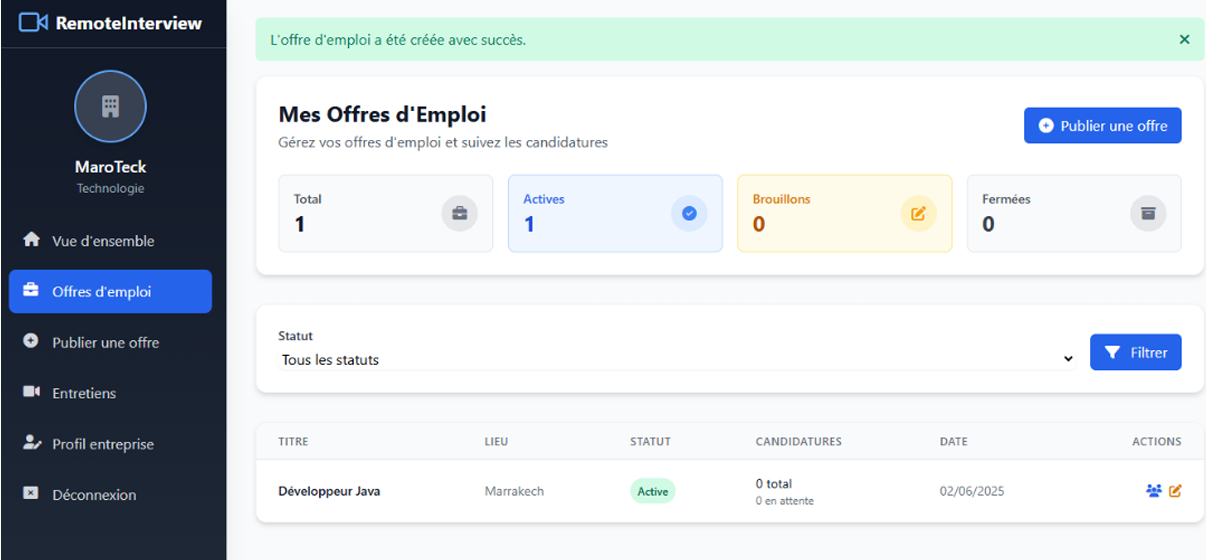 RemoteInterview
MaroTeck
Technologie
Vue d'ensemble
Offres d'emploi
Publier une offre
Entretiens
Profil entreprise
Déconnexion
L'offre d'emploi a été créée avec succès.
Mes Offres d'Emploi
Gérez vos offres d'emploi et suivez les candidatures
Publier une offre
Total
1
Actives
1
Brouillons
0
Fermées
0
Statut
Tous les statuts
Filtrer
TITRE LIEU STATUT CANDIDATURES DATE ACTIONS
Développeur Java Marrakech Active 0 total 02/06/2025
0 en attente